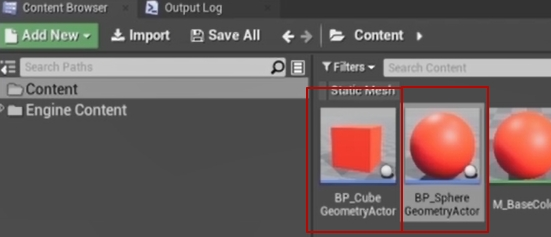 Content Browser
Output Log
Add New
Import
Save All
Content
Search Paths
Filters
Search Content
Content
Static Mesh
Engine Content
BP_Cube
GeometryActor
BP_Sphere
GeometryActor
M_BaseColo